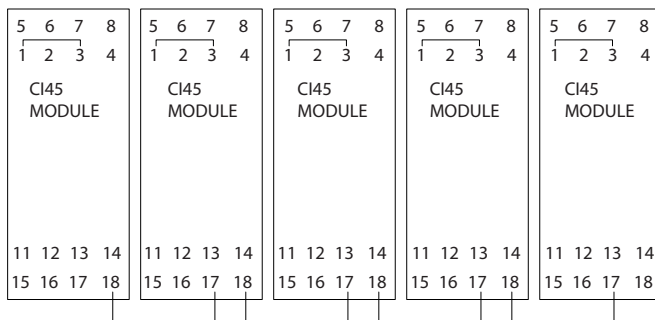 5 6 7 8 5 6 7 8 5 6 7 8 5 6 7 8 5 6 7 8
1 2 3 4 1 2 3 4 1 2 3 4 1 2 3 4 1 2 3 4
CI45 CI45 CI45 CI45 CI45
MODULE MODULE MODULE MODULE MODULE
11 12 13 14 11 12 13 14 11 12 13 14 11 12 13 14 11 12 13 14
15 16 17 18 15 16 17 18 15 16 17 18 15 16 17 18 15 16 17 18